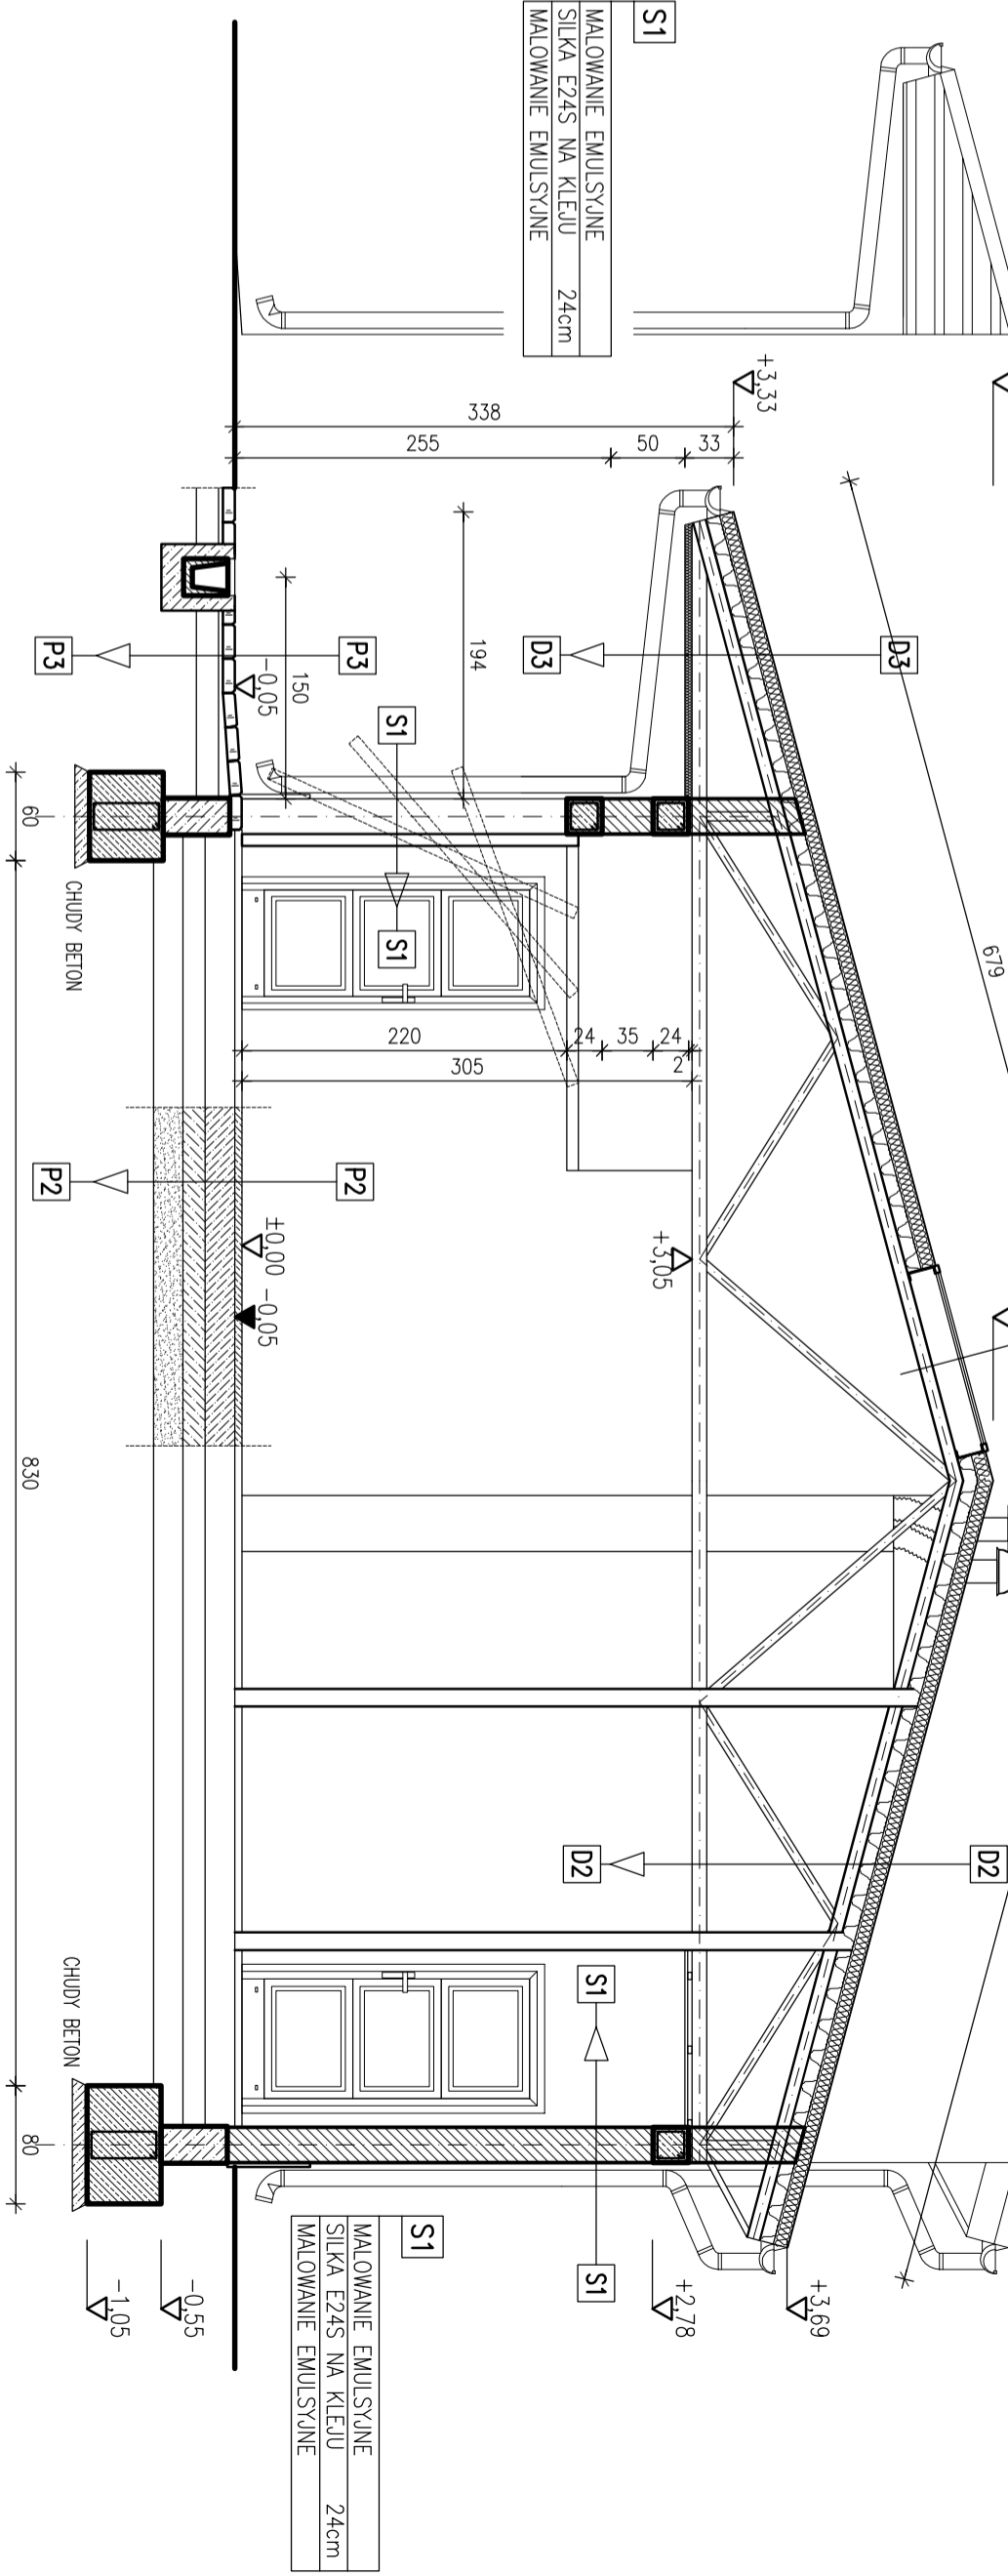 S1
MALOWANIE EMULSYJNE
SILKA E24S NA KLEJU 24cm
MALOWANIE EMULSYJNE
+3,33
338
255 50 33
679
194
150
D3
D3
P3
P3
-0,05
S1
S1
60
CHUDY BETON
220 24 35 24
305 2
P2
P2
±0,00
-0,05
+3,05
830
D2
D2
S1
S1
CHUDY BETON
80
+3,69
+2,78
-0,55
-1,05
S1
MALOWANIE EMULSYJNE
SILKA E24S NA KLEJU 24cm
MALOWANIE EMULSYJNE